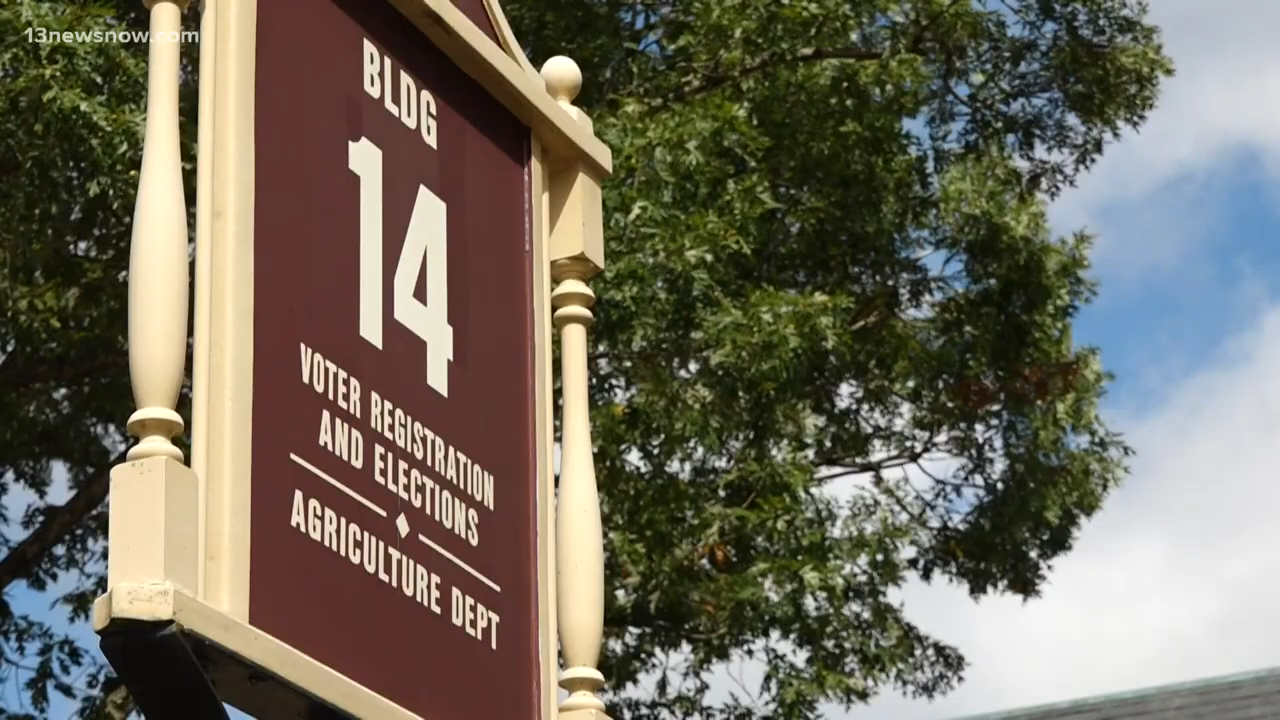 13newsnow.com
BLDG
14
VOTER REGISTRATION
AND ELECTIONS
AGRICULTURE DEPT